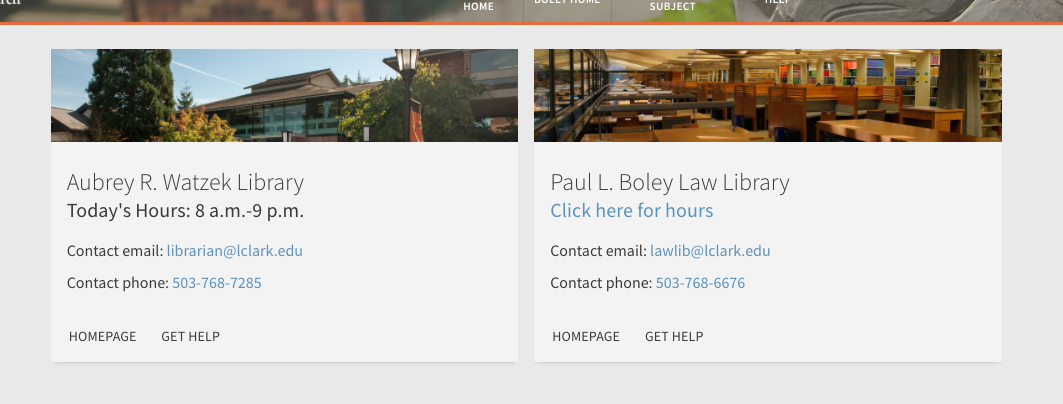 HOME
SUBJECT
Aubrey R. Watzek Library
Today's Hours: 8 a.m.-9 p.m.
Contact email: librarian@lclark.edu
Contact phone: 503-768-7285
HOMEPAGE GET HELP
Paul L. Boley Law Library
Click here for hours
Contact email: lawlib@lclark.edu
Contact phone: 503-768-6676
HOMEPAGE GET HELP